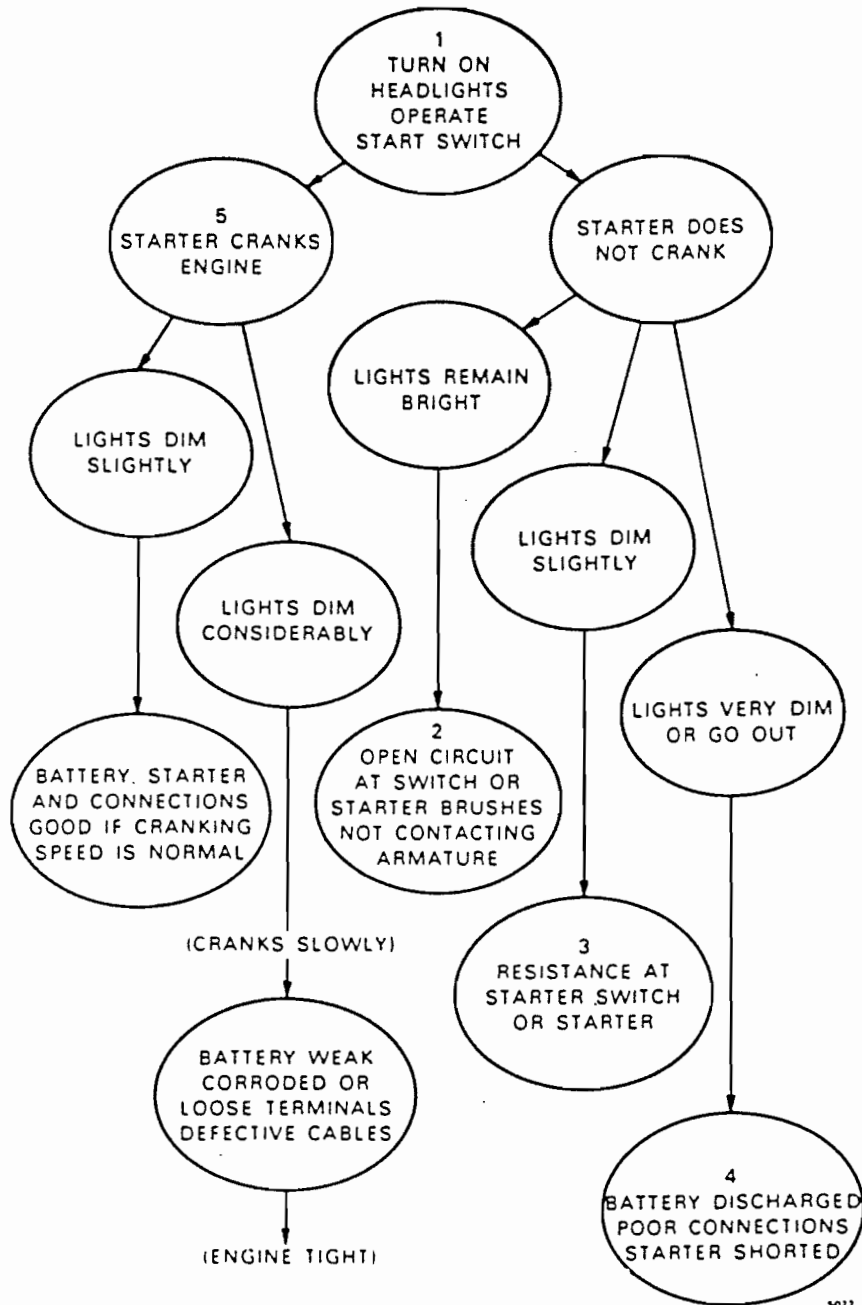 1
TURN ON
HEADLIGHTS
OPERATE
START SWITCH
5
STARTER CRANKS
ENGINE
STARTER DOES
NOT CRANK
LIGHTS DIM
SLIGHTLY
LIGHTS DIM
CONSIDERABLY
LIGHTS REMAIN
BRIGHT
LIGHTS DIM
SLIGHTLY
LIGHTS VERY DIM
OR GO OUT
BATTERY, STARTER
AND CONNECTIONS
GOOD IF CRANKING
SPEED IS NORMAL
2
OPEN CIRCUIT
AT SWITCH OR
STARTER BRUSHES
NOT CONTACTING
ARMATURE
(CRANKS SLOWLY)
3
RESISTANCE AT
STARTER SWITCH
OR STARTER
BATTERY WEAK
CORRODED OR
LOOSE TERMINALS
DEFECTIVE CABLES
4
BATTERY DISCHARGED
POOR CONNECTIONS
STARTER SHORTED
(ENGINE TIGHT)